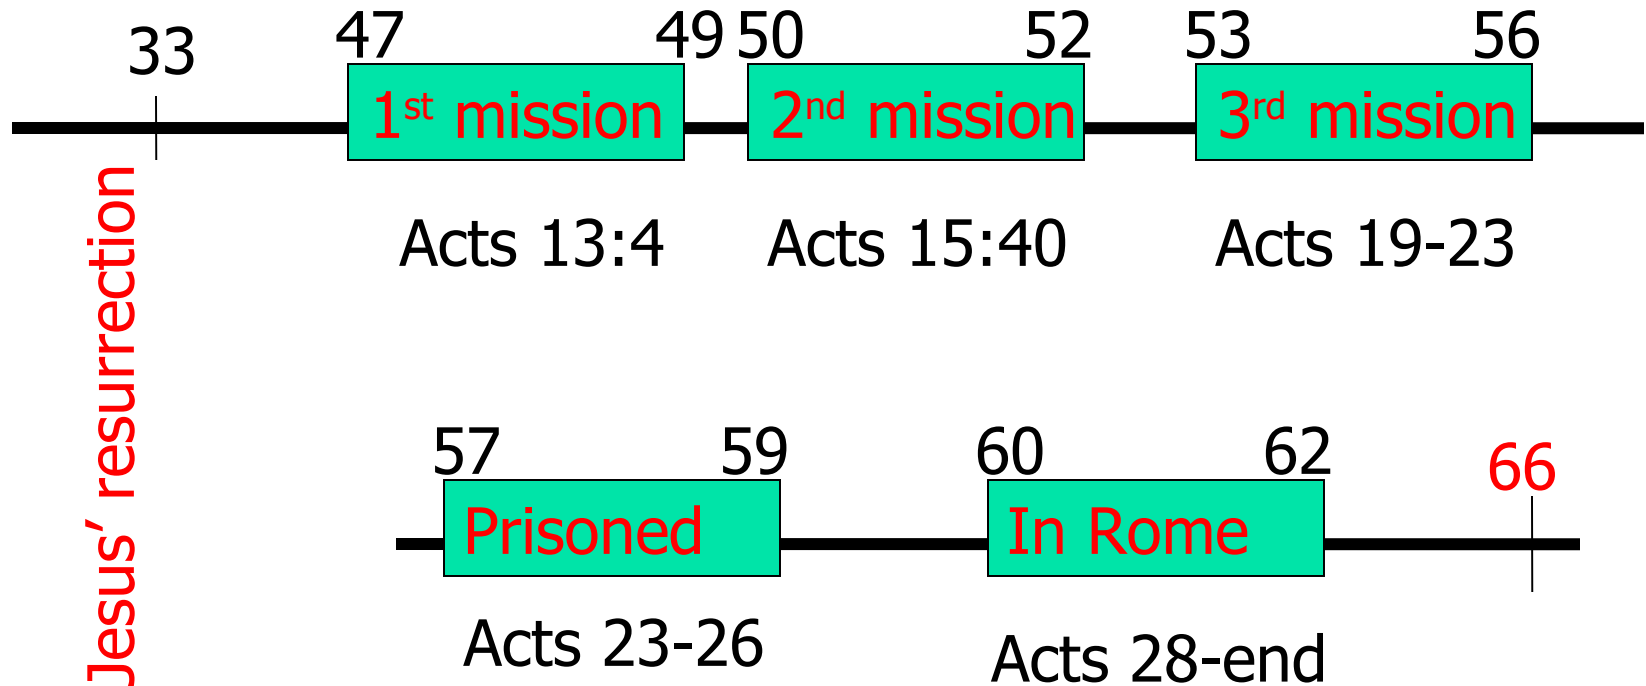 33 47 49 50 52 53 56
1st mission 2nd mission 3rd mission
Acts 13:4 Acts 15:40 Acts 19-23
Jesus’ resurrection
57 59 60 62 66
Prisoned In Rome
Acts 23-26 Acts 28-end